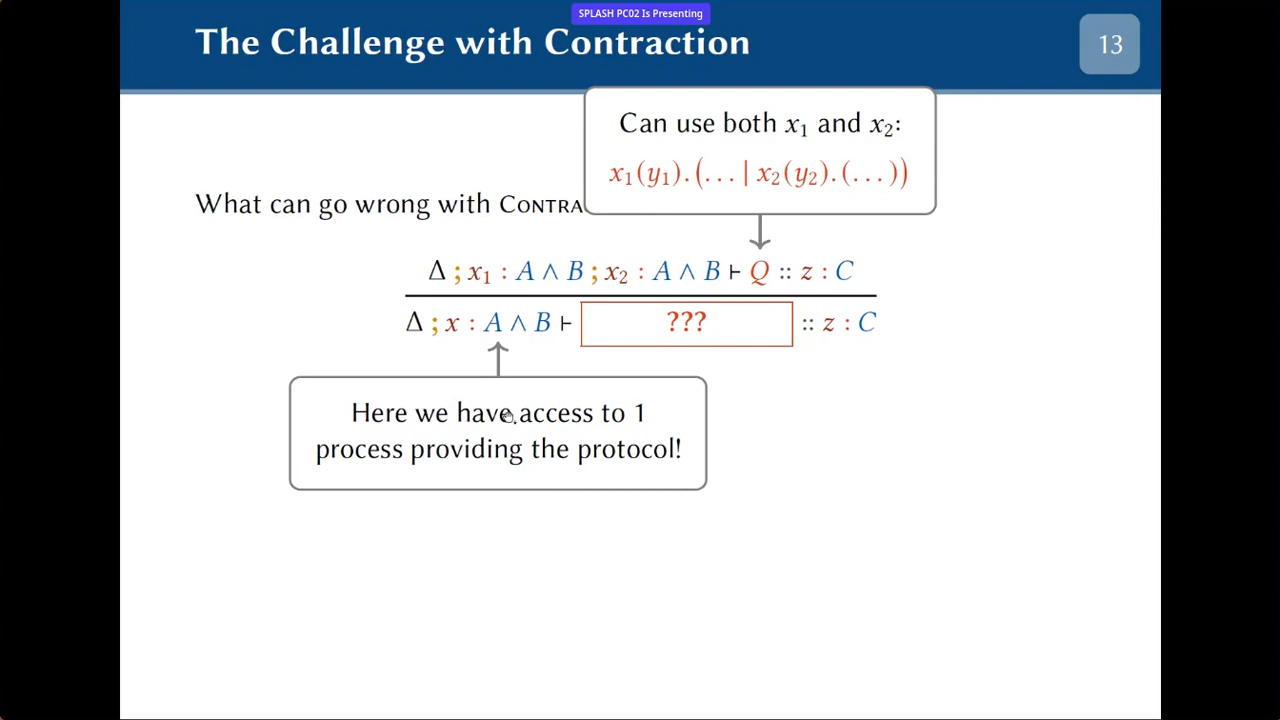 SPLASH PC02 Is Presenting
The Challenge with Contraction
13
Can use both x₁ and x₂:
x₁(y₁).(... | x₂(y₂).(...))
What can go wrong with CONTRA
Δ ; x₁ : A ∧ B ; x₂ : A ∧ B ⊢ Q :: z : C
Δ ; x : A ∧ B ⊢ ??? :: z : C
Here we have access to 1
process providing the protocol!